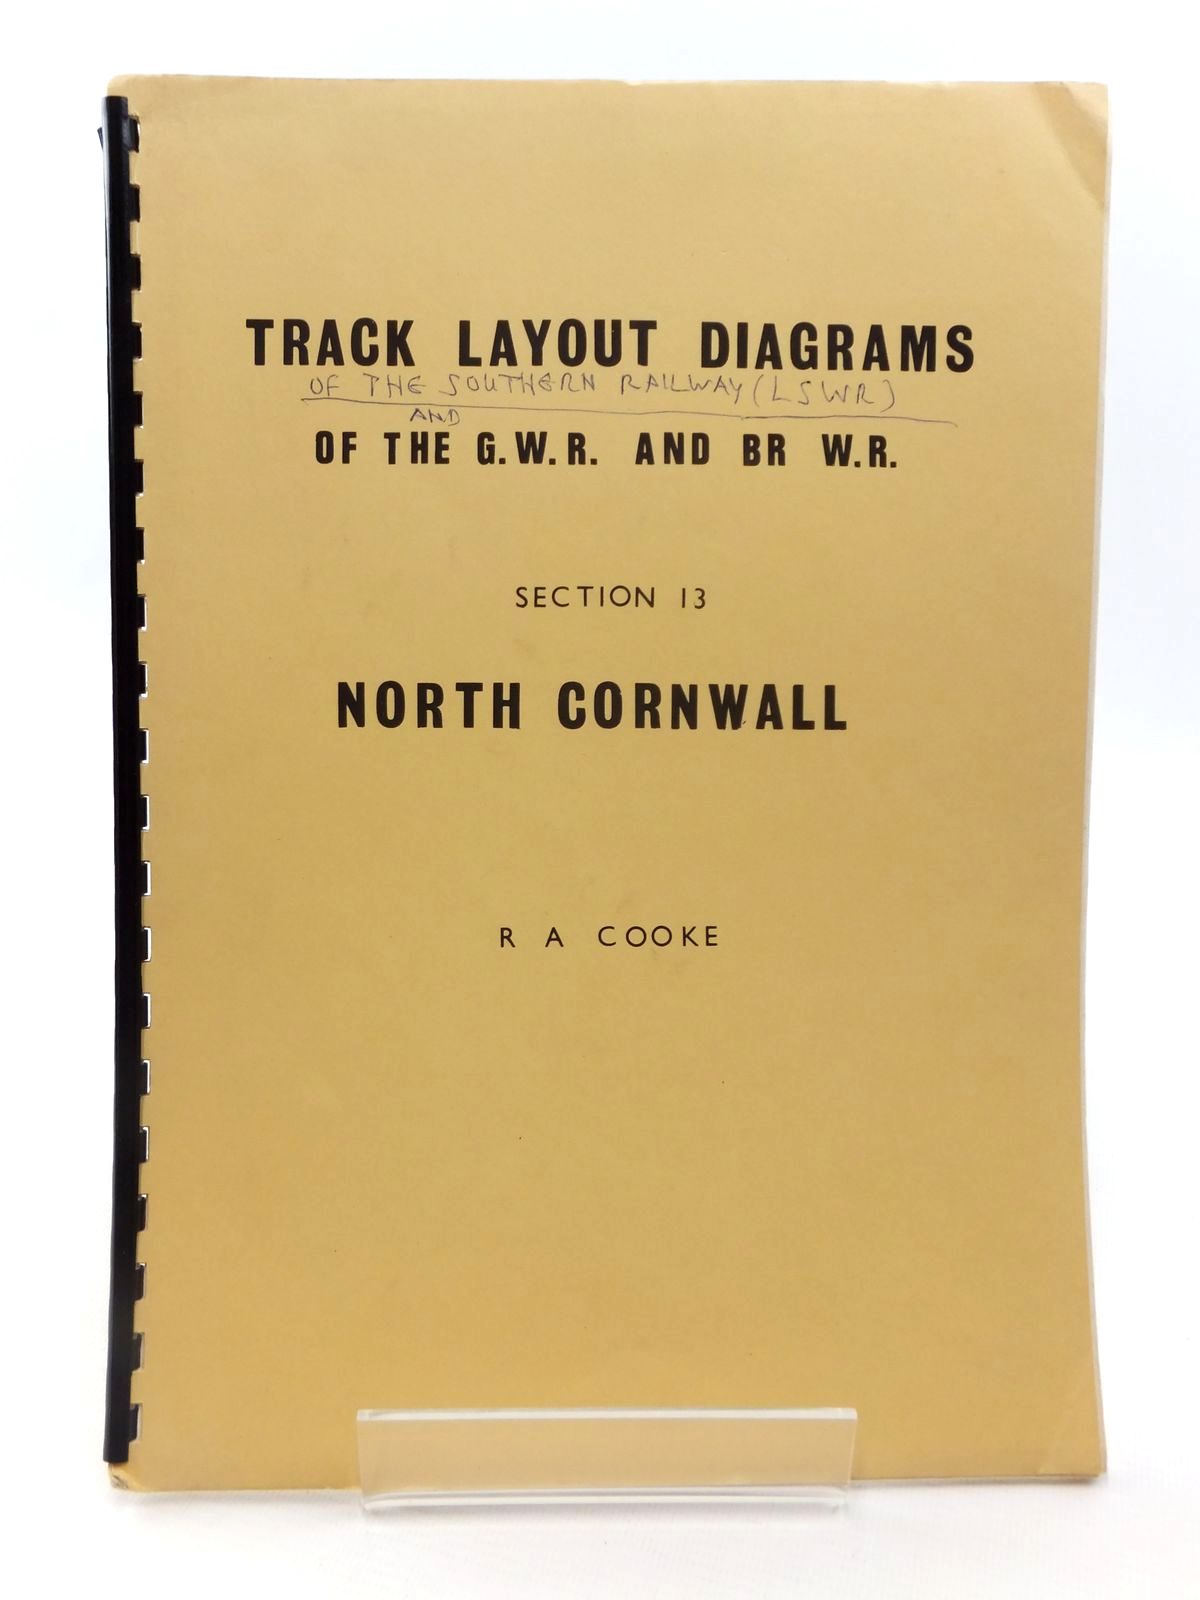 TRACK LAYOUT DIAGRAMS
OF THE SOUTHERN RAILWAY (LSWR)
AND
OF THE G.W.R. AND BR W.R.
SECTION 13
NORTH CORNWALL
R A COOKE